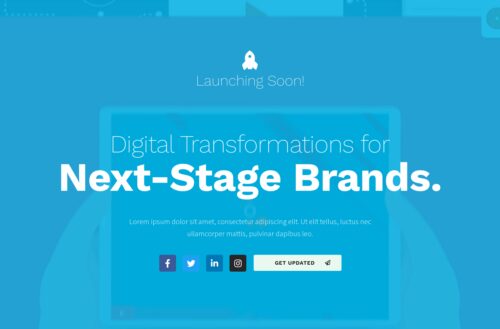 Launching Soon!
Digital Transformations for
Next-Stage Brands.
Lorem ipsum dolor sit amet, consectetur adipiscing elit. Ut elit tellus, luctus nec
ullamcorper mattis, pulvinar dapibus leo.
GET UPDATED